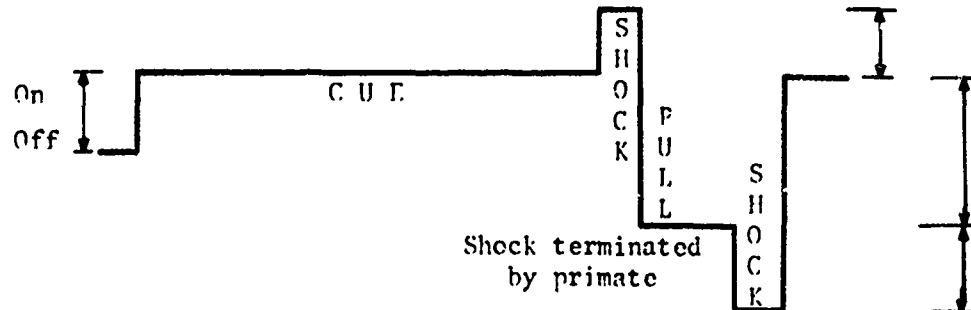 On
Off
CUE
SHOCK
PULL
SHOCK
Shock terminated
by primate